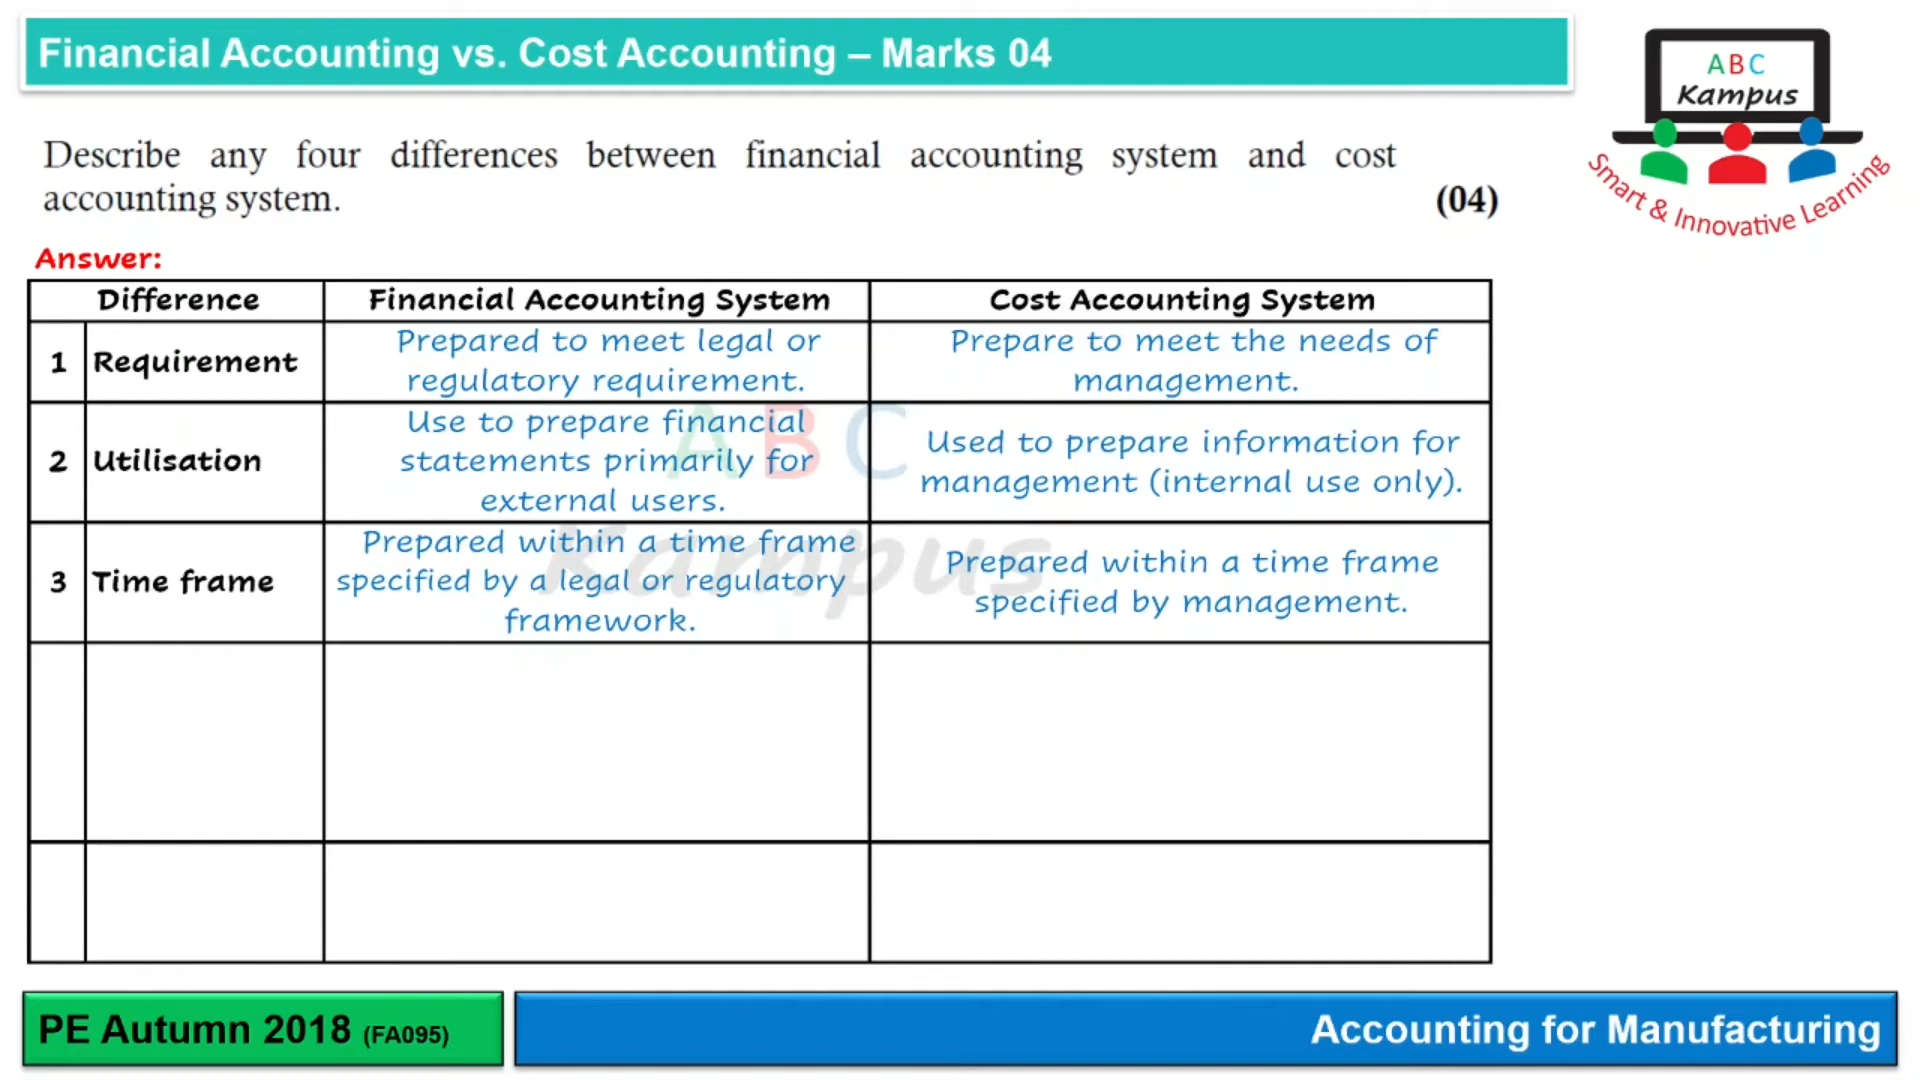 Financial Accounting vs. Cost Accounting – Marks 04
ABC
Kampus
Smart & Innovative Learning
Describe any four differences between financial accounting system and cost
accounting system.
(04)
Answer:
Difference
Financial Accounting System
Cost Accounting System
1
Requirement
Prepared to meet legal or
regulatory requirement.
Prepare to meet the needs of
management.
2
Utilisation
Use to prepare financial
statements primarily for
external users.
Used to prepare information for
management (internal use only).
3
Time frame
Prepared within a time frame
specified by a legal or regulatory
framework.
Prepared within a time frame
specified by management.
ABC
Kampus
PE Autumn 2018 (FA095)
Accounting for Manufacturing